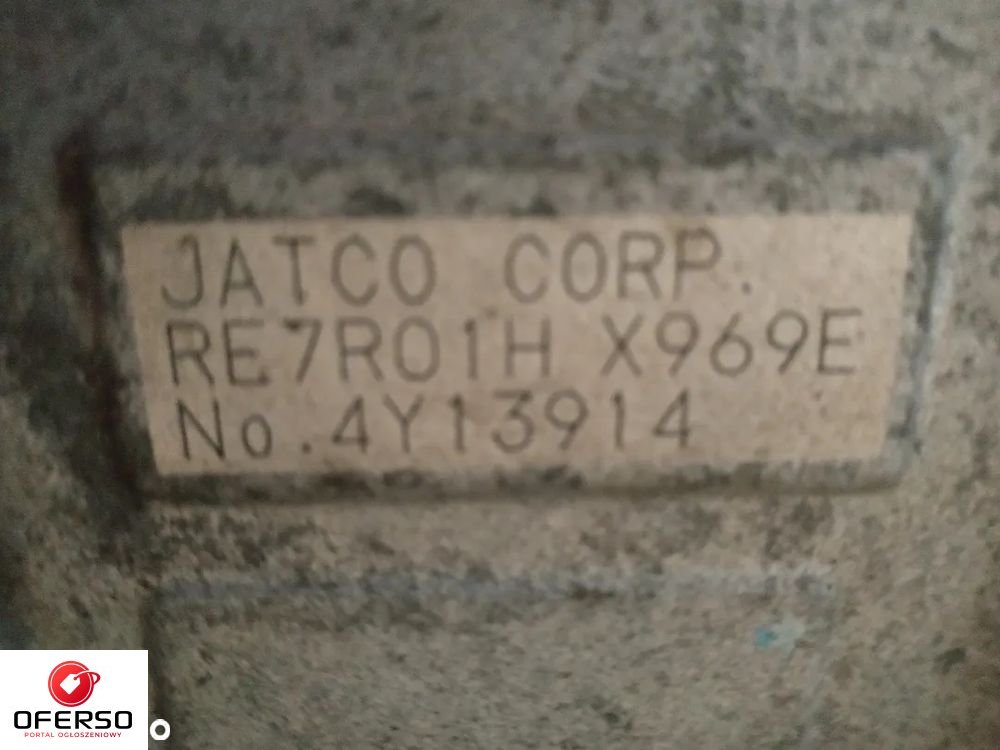 JATCO CORP.
RE7R01H X969E
No.4Y13914
OFERSO
PORTAL OGŁOSZENIOWY